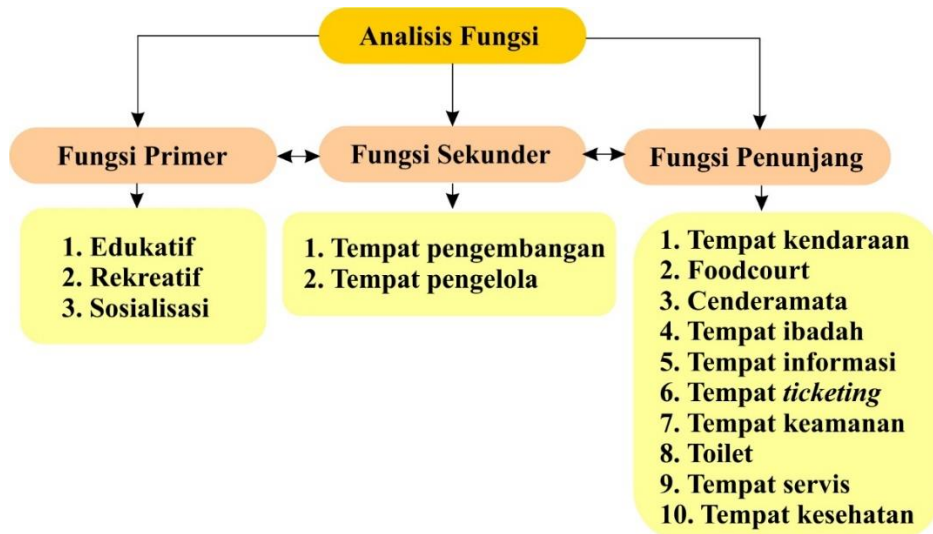 Analisis Fungsi
Fungsi Primer
Fungsi Sekunder
Fungsi Penunjang
1. Edukatif
2. Rekreatif
3. Sosialisasi
1. Tempat pengembangan
2. Tempat pengelola
1. Tempat kendaraan
2. Foodcourt
3. Cenderamata
4. Tempat ibadah
5. Tempat informasi
6. Tempat ticketing
7. Tempat keamanan
8. Toilet
9. Tempat servis
10. Tempat kesehatan